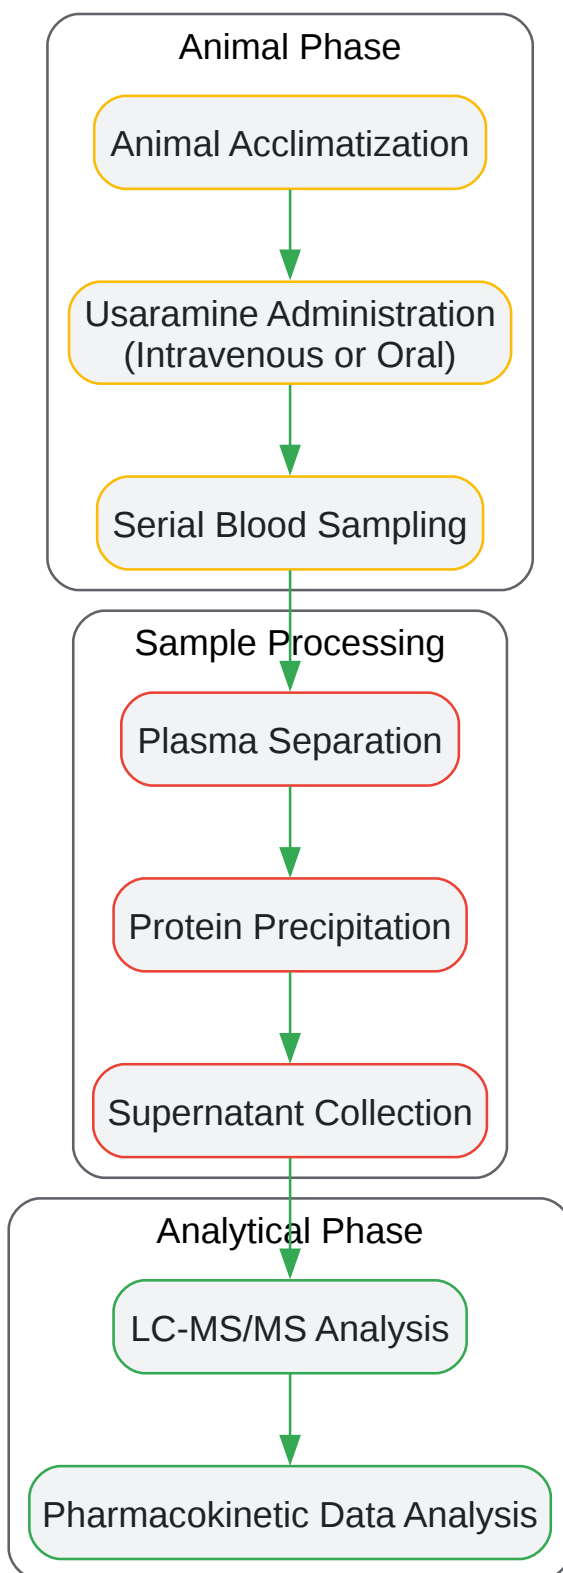 Animal Phase
Animal Acclimatization
Usaramine Administration
(Intravenous or Oral)
Serial Blood Sampling
Sample Processing
Plasma Separation
Protein Precipitation
Supernatant Collection
Analytical Phase
LC-MS/MS Analysis
Pharmacokinetic Data Analysis